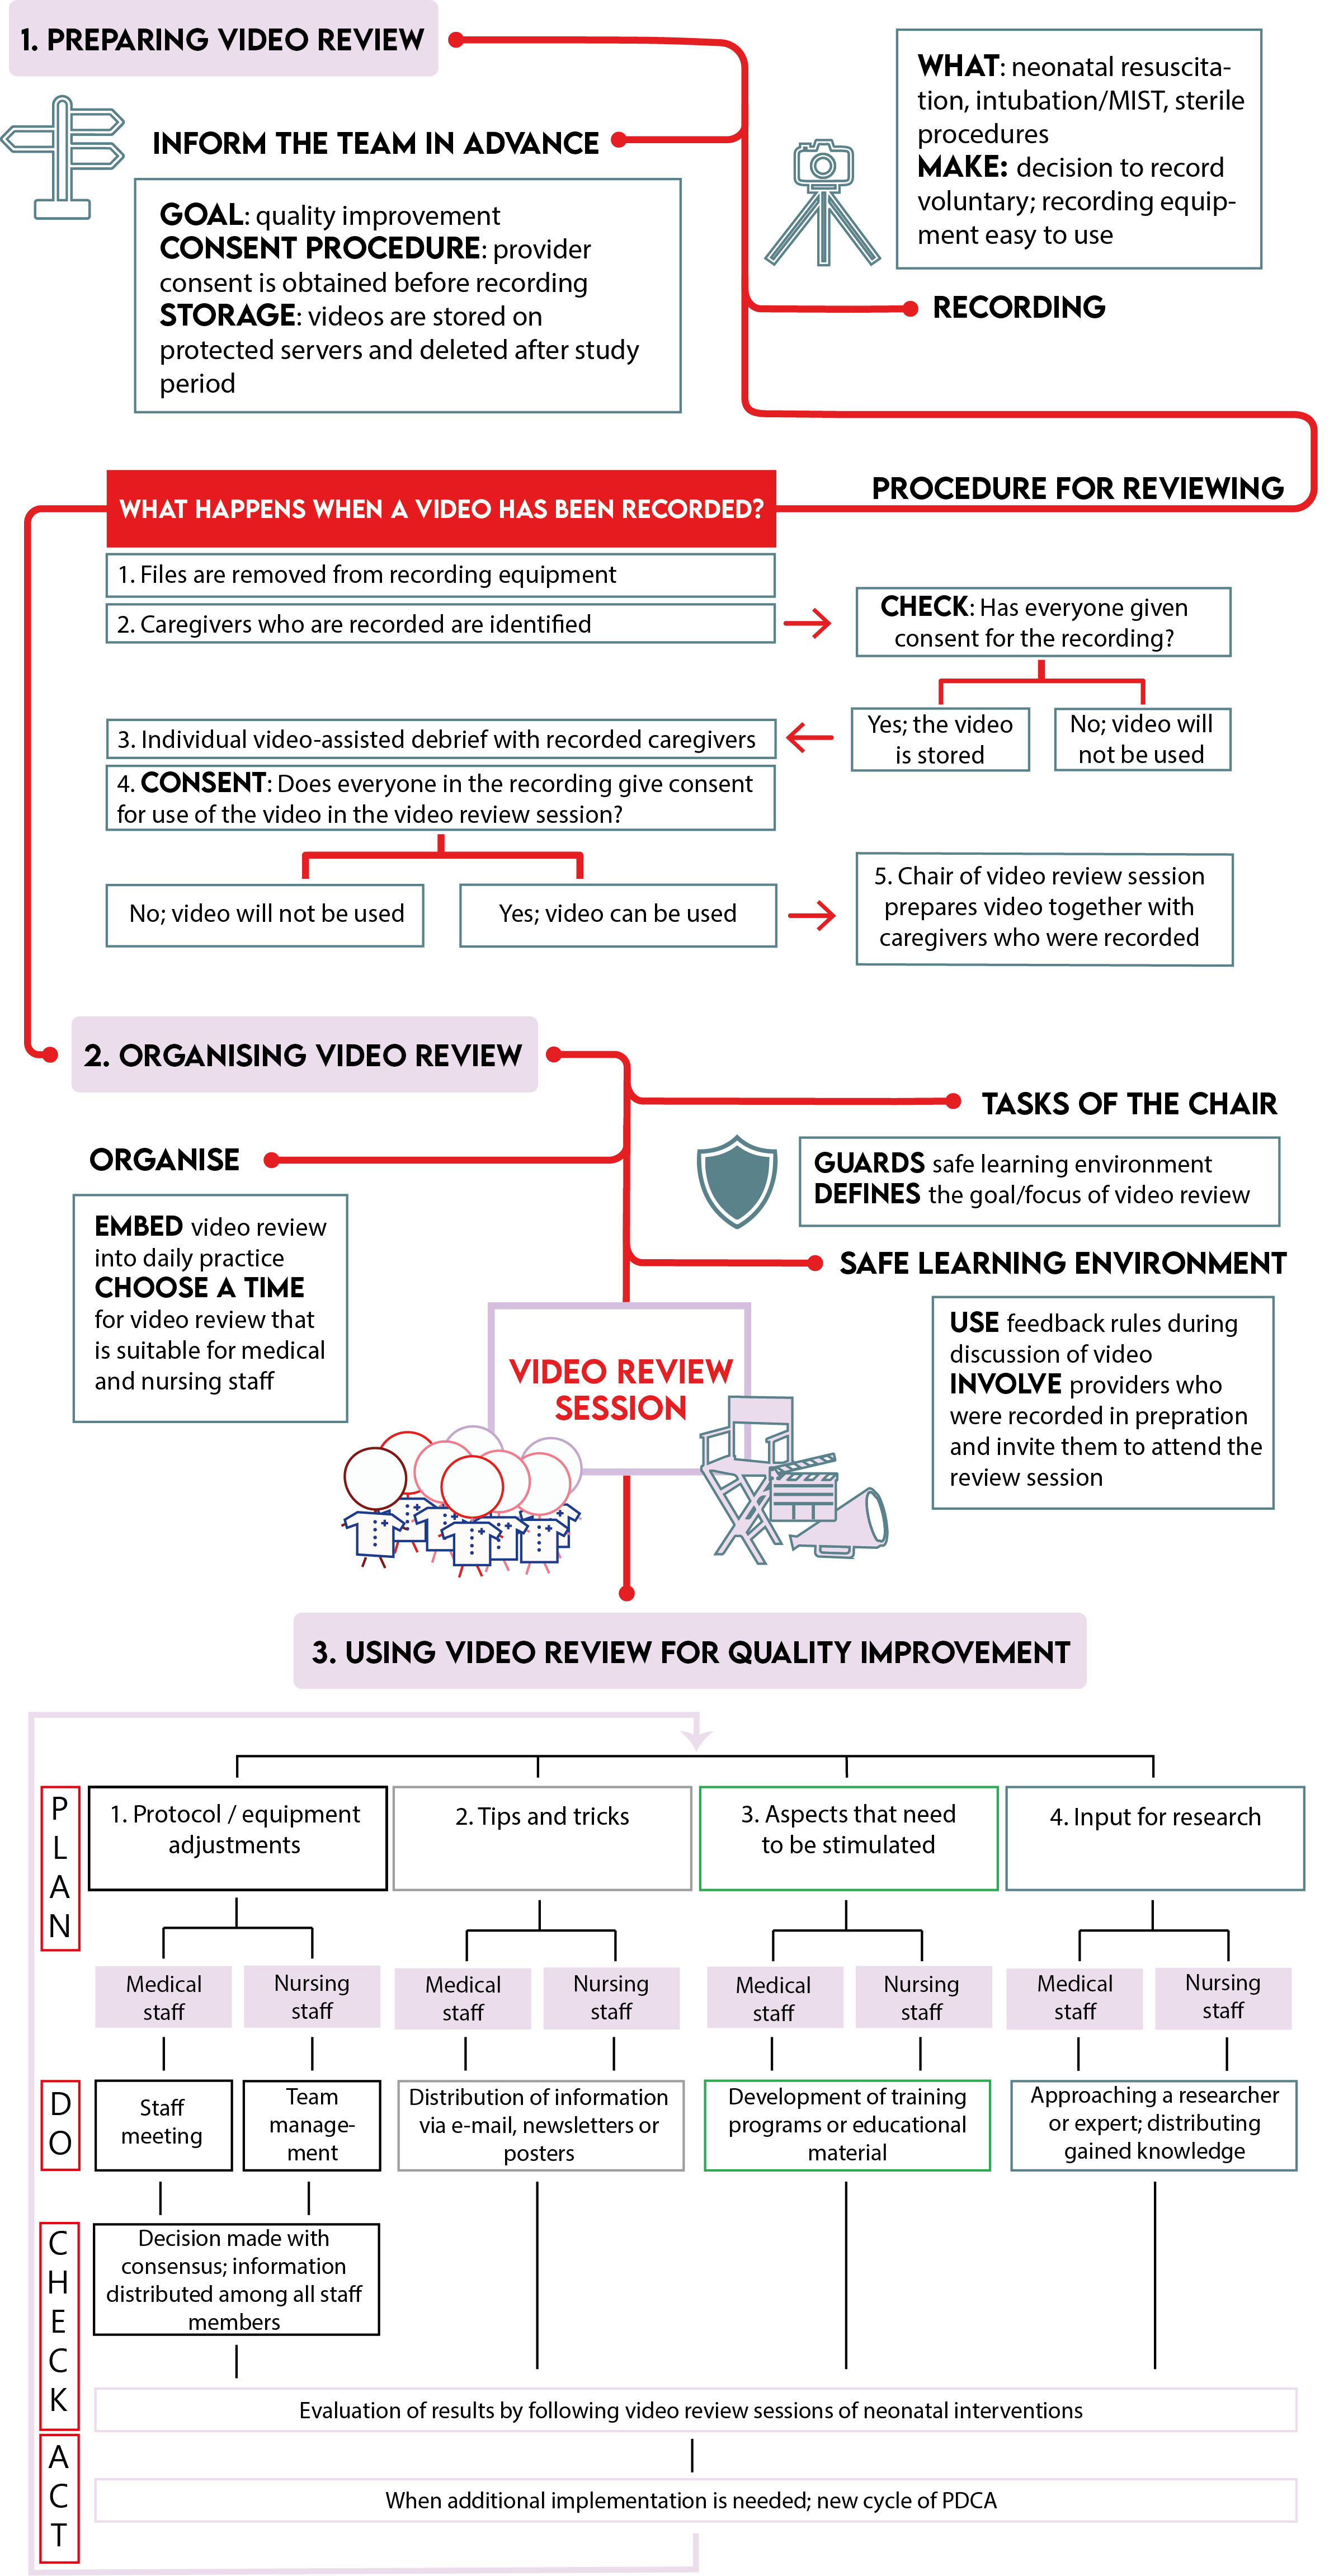 1. PREPARING VIDEO REVIEW
INFORM THE TEAM IN ADVANCE
GOAL: quality improvement
CONSENT PROCEDURE: provider
consent is obtained before recording
STORAGE: videos are stored on
protected servers and deleted after study
period
WHAT: neonatal resuscita-
tion, intubation/MIST, sterile
procedures
MAKE: decision to record
voluntary; recording equip-
ment easy to use
RECORDING
PROCEDURE FOR REVIEWING
WHAT HAPPENS WHEN A VIDEO HAS BEEN RECORDED?
1. Files are removed from recording equipment
2. Caregivers who are recorded are identified
CHECK: Has everyone given
consent for the recording?
Yes; the video
is stored
No; video will
not be used
3. Individual video-assisted debrief with recorded caregivers
4. CONSENT: Does everyone in the recording give consent
for use of the video in the video review session?
No; video will not be used
Yes; video can be used
5. Chair of video review session
prepares video together with
caregivers who were recorded
2. ORGANISING VIDEO REVIEW
TASKS OF THE CHAIR
GUARDS safe learning environment
DEFINES the goal/focus of video review
ORGANISE
EMBED video review
into daily practice
CHOOSE A TIME
for video review that
is suitable for medical
and nursing staff
SAFE LEARNING ENVIRONMENT
USE feedback rules during
discussion of video
INVOLVE providers who
were recorded in prepration
and invite them to attend the
review session
VIDEO REVIEW
SESSION
3. USING VIDEO REVIEW FOR QUALITY IMPROVEMENT
PLAN
1. Protocol / equipment
adjustments
2. Tips and tricks
3. Aspects that need
to be stimulated
4. Input for research
Medical
staff
Nursing
staff
Medical
staff
Nursing
staff
Medical
staff
Nursing
staff
Medical
staff
Nursing
staff
DO
Staff
meeting
Team
manage-
ment
Distribution of information
via e-mail, newsletters or
posters
Development of training
programs or educational
material
Approaching a researcher
or expert; distributing
gained knowledge
CHECK
Decision made with
consensus; information
distributed among all staff
members
Evaluation of results by following video review sessions of neonatal interventions
ACT
When additional implementation is needed; new cycle of PDCA